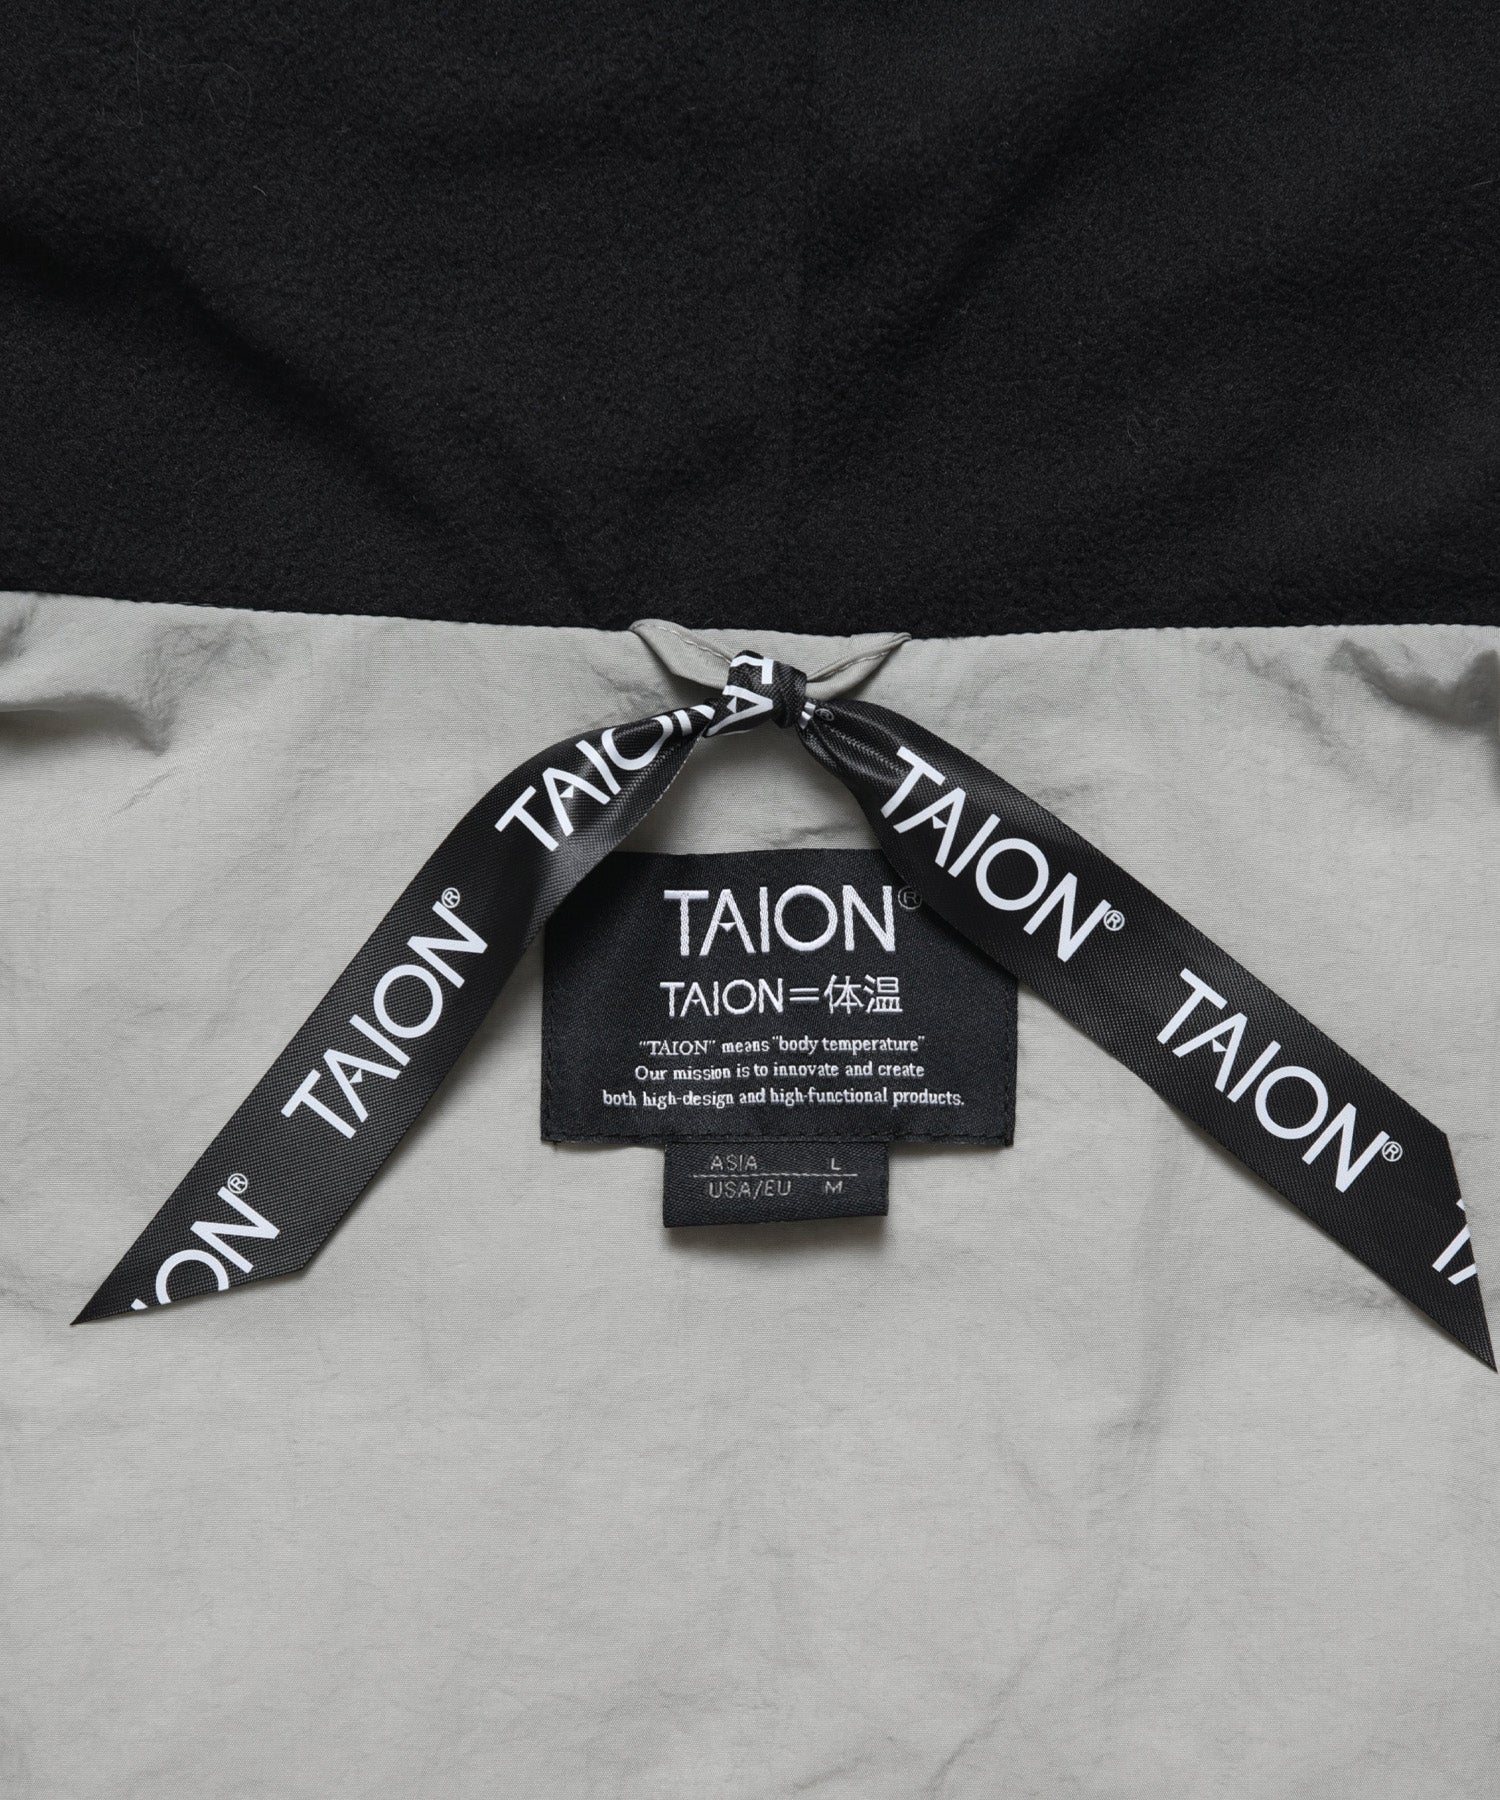 TAION
TAION
TAION®
TAION®
TAION®
TAION®
TAION=体温
"TAION" means "body temperature"
Our mission is to innovate and create
both high-design and high-functional products.
ASIA L
USA/EU M